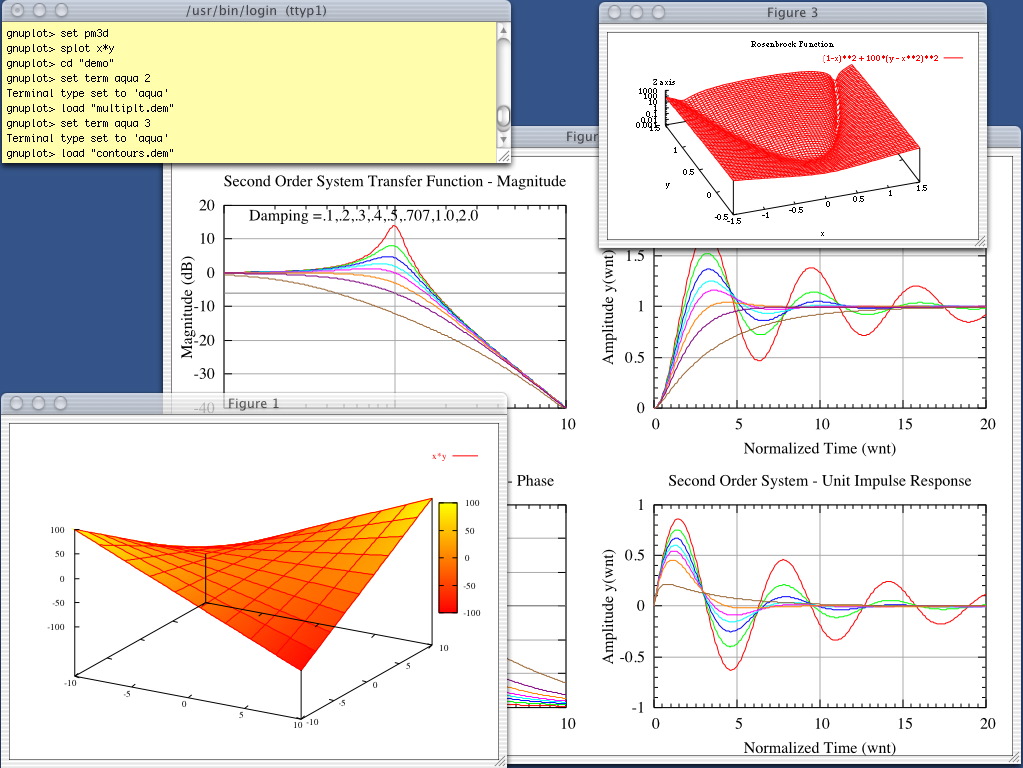 /usr/bin/login (ttyp1)
gnuplot> set pm3d
gnuplot> splot x*y
gnuplot> cd "demo"
gnuplot> set term aqua 2
Terminal type set to 'aqua'
gnuplot> load "multiplt.dem"
gnuplot> set term aqua 3
Terminal type set to 'aqua'
gnuplot> load "contours.dem"
Figure 3
Rosenbrock Function
(1-x)**2 + 100*(y - x**2)**2
Z axis
1000
100
10
1
0.1
0.01
0.001
1.5
1
0.5
0
-0.5
y
-1.5
-1
-0.5
0
0.5
1
1.5
x
Second Order System Transfer Function - Magnitude
Damping =.1,.2,.3,.4,.5,.707,1.0,2.0
Magnitude (dB)
20
10
0
-10
-20
-30
-40
10
Amplitude y(wnt)
1.5
1
0.5
0
0
5
10
15
20
Normalized Time (wnt)
Figure 1
x*y
100
50
0
-50
-100
100
50
0
-50
-100
-10
-5
0
5
10
-10
-5
0
5
10
- Phase
10
Second Order System - Unit Impulse Response
Amplitude y(wnt)
1
0.5
0
-0.5
-1
0
5
10
15
20
Normalized Time (wnt)